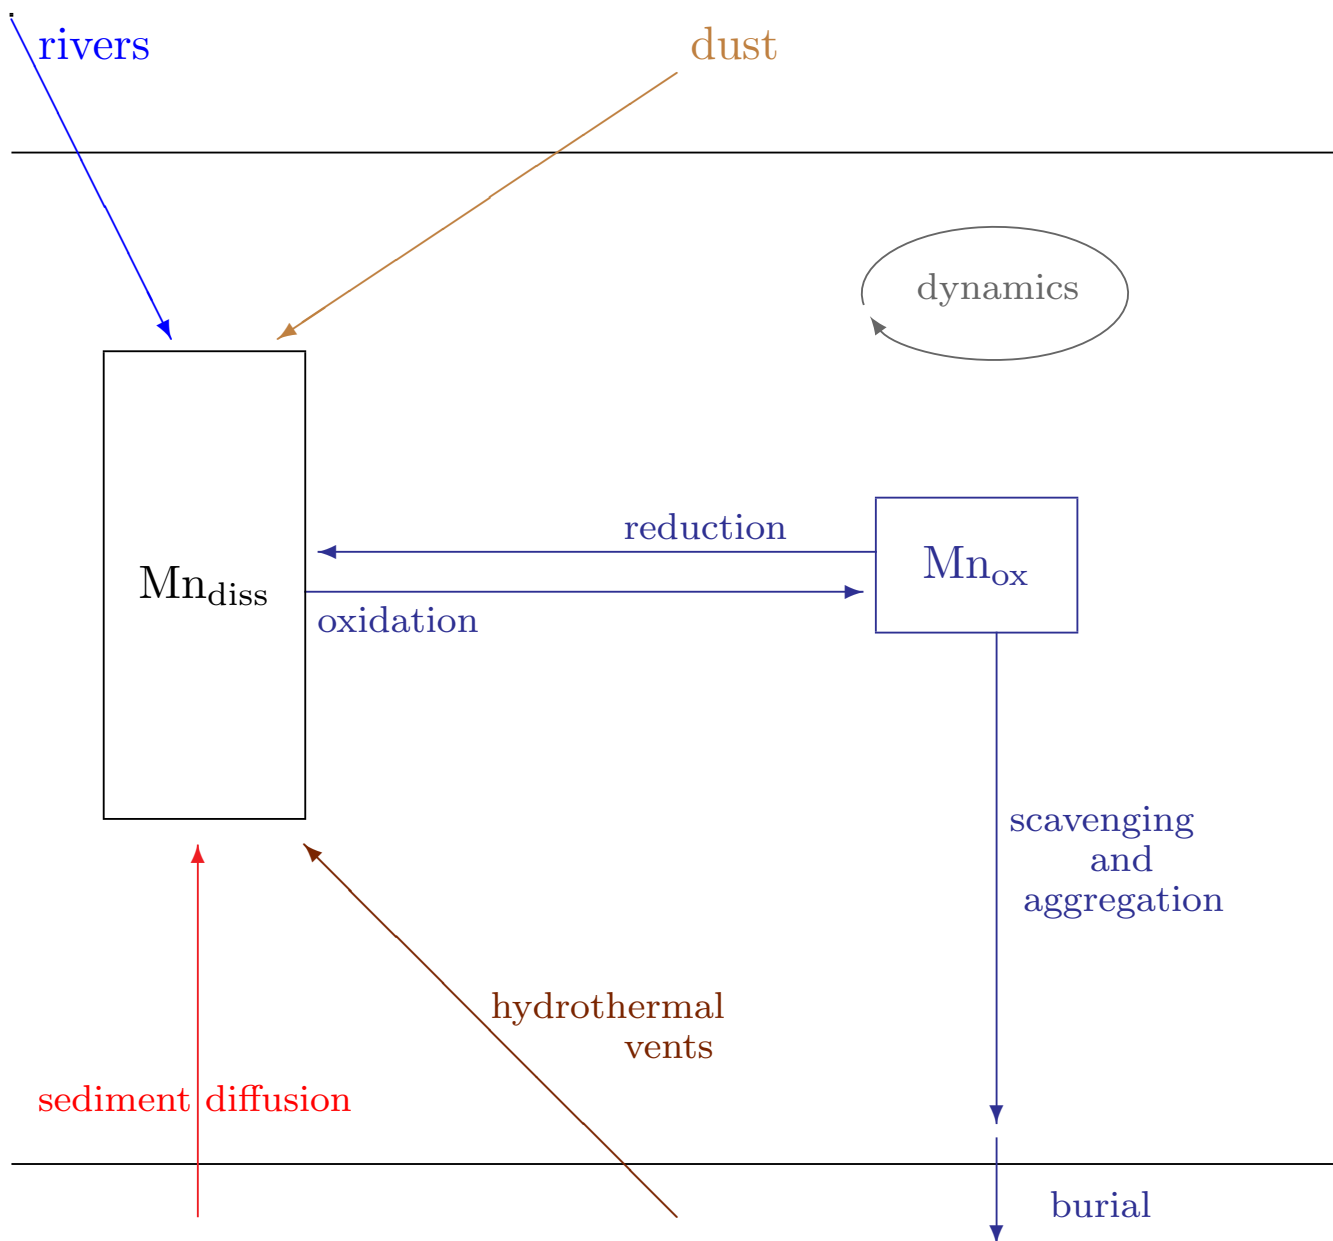 rivers
dust
dynamics
reduction
Mn_ox
Mn_diss
oxidation
scavenging
and
aggregation
hydrothermal
vents
sediment diffusion
burial